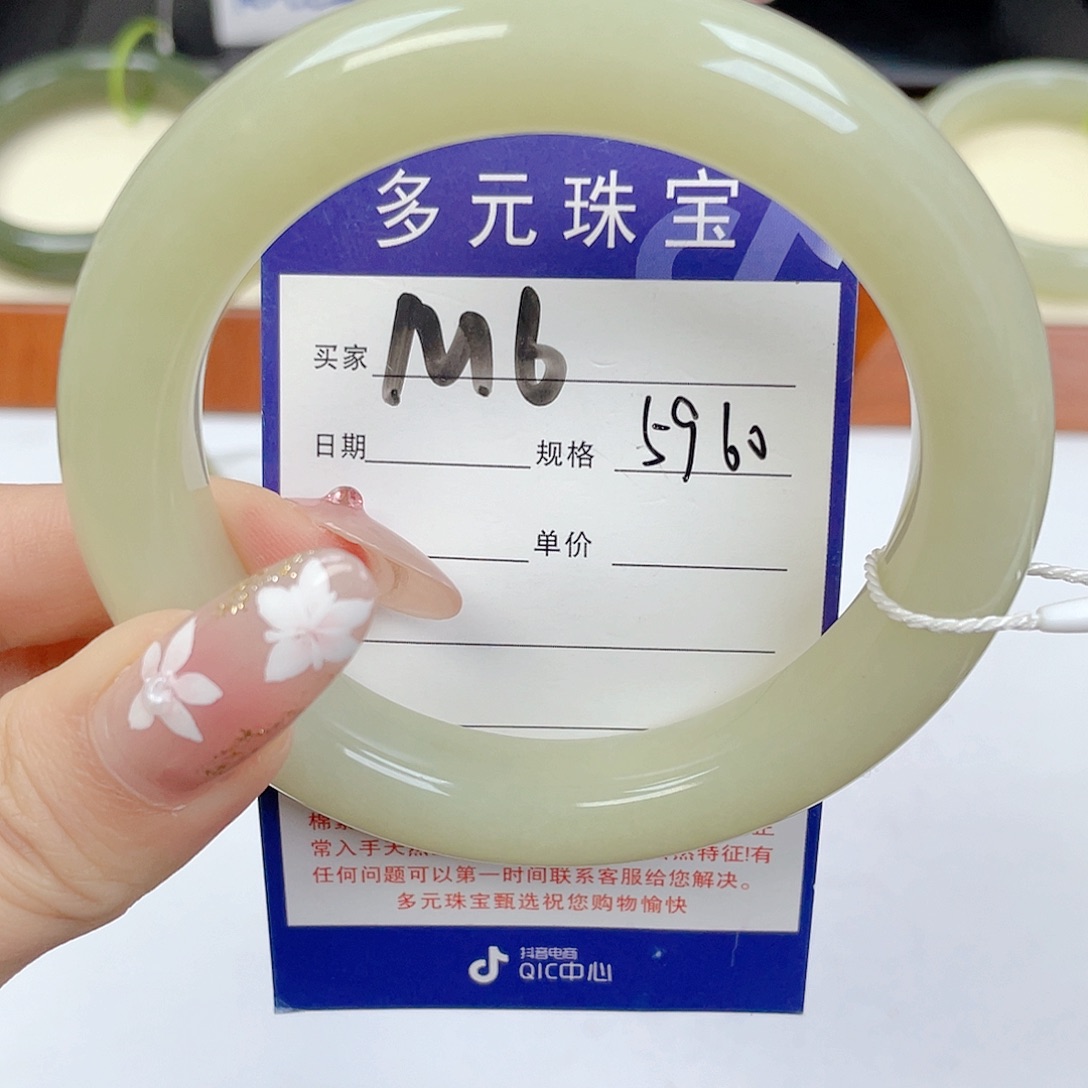 多元珠宝
买家 M6
日期 规格 5960
单价
常入手天 特征!有
任何问题可以第一时间联系客服给您解决。
多元珠宝甄选祝您购物愉快
抖音电商
QIC中心